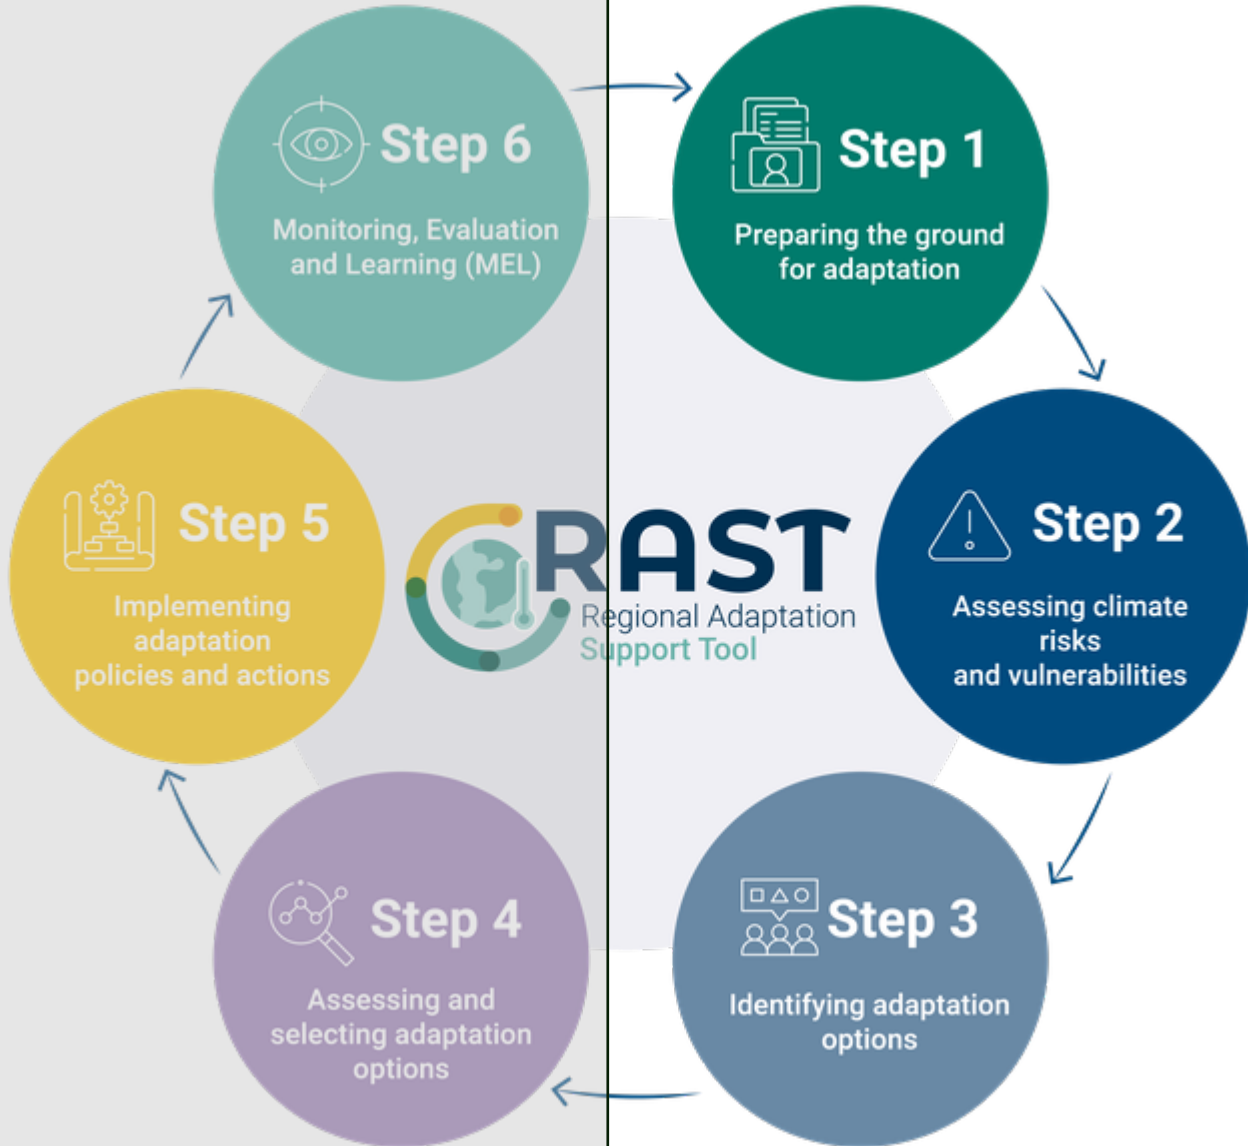 Step 1
Preparing the ground
for adaptation
Step 2
Assessing climate
risks
and vulnerabilities
Step 3
Identifying adaptation
options
Step 4
Assessing and
selecting adaptation
options
Step 5
Implementing
adaptation
policies and actions
Step 6
Monitoring, Evaluation
and Learning (MEL)
RAST
Regional Adaptation
Support Tool